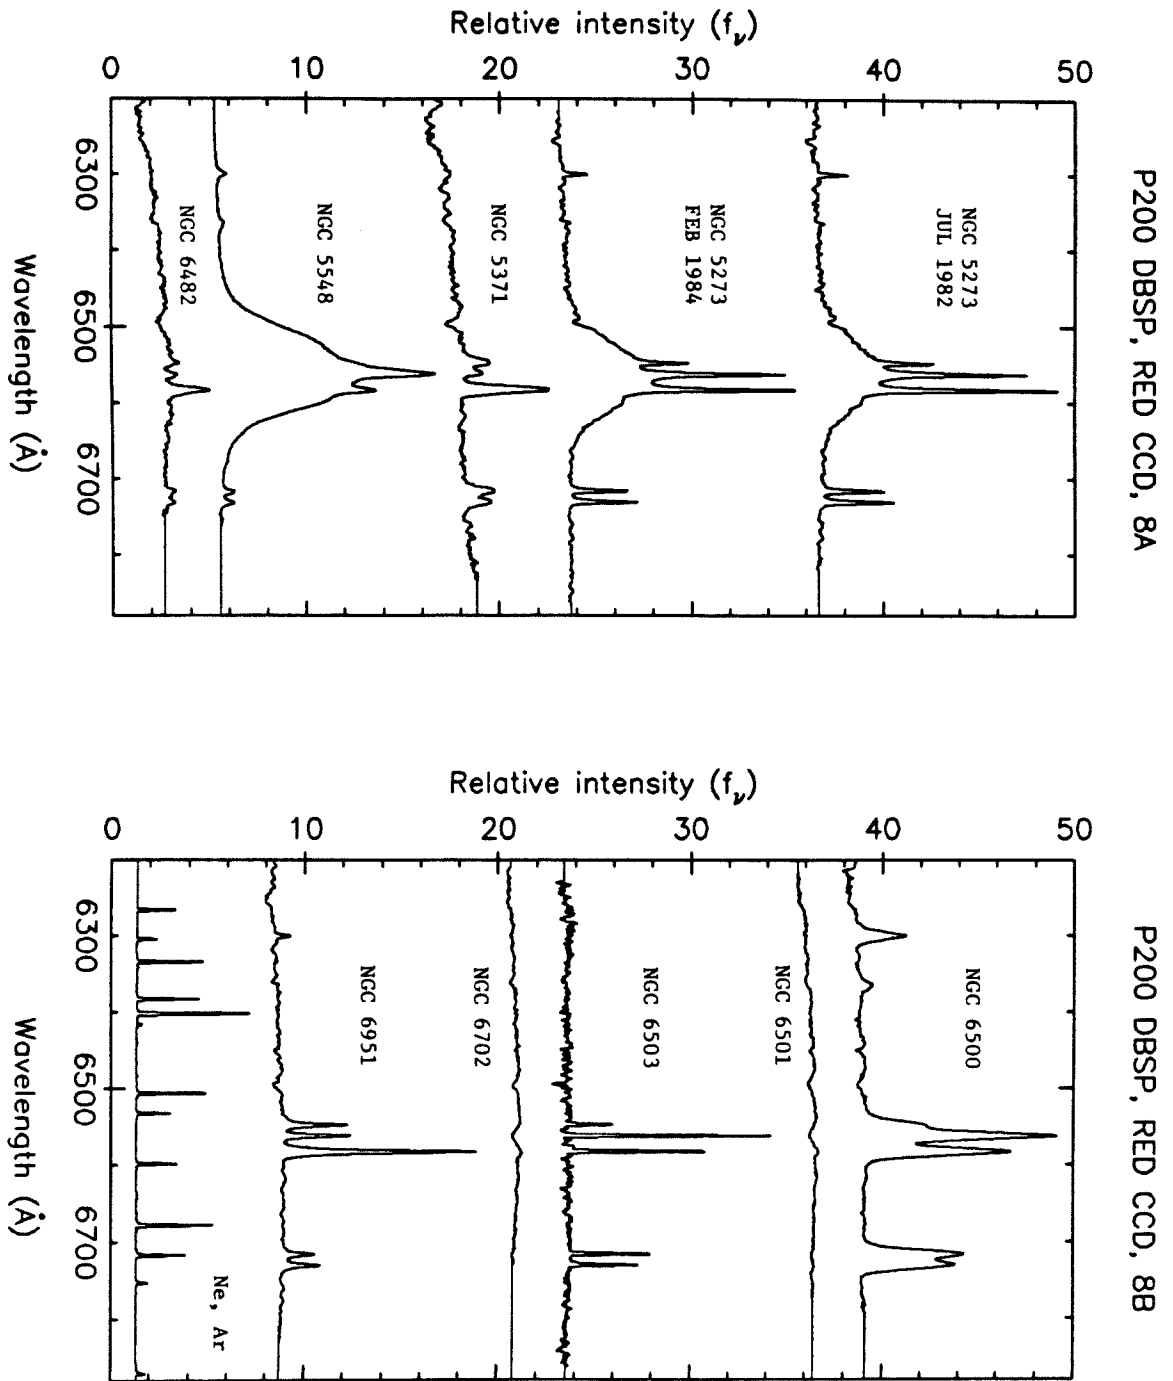 P200 DBSP, RED CCD, 8A
Relative intensity (fν)
50
40
30
20
10
0
NGC 5273
JUL 1982
NGC 5273
FEB 1984
NGC 5371
NGC 5548
NGC 6482
6300
6500
6700
Wavelength (Å)
P200 DBSP, RED CCD, 8B
Relative intensity (fν)
50
40
30
20
10
0
NGC 6500
NGC 6501
NGC 6503
NGC 6702
NGC 6951
Ne, Ar
6300
6500
6700
Wavelength (Å)